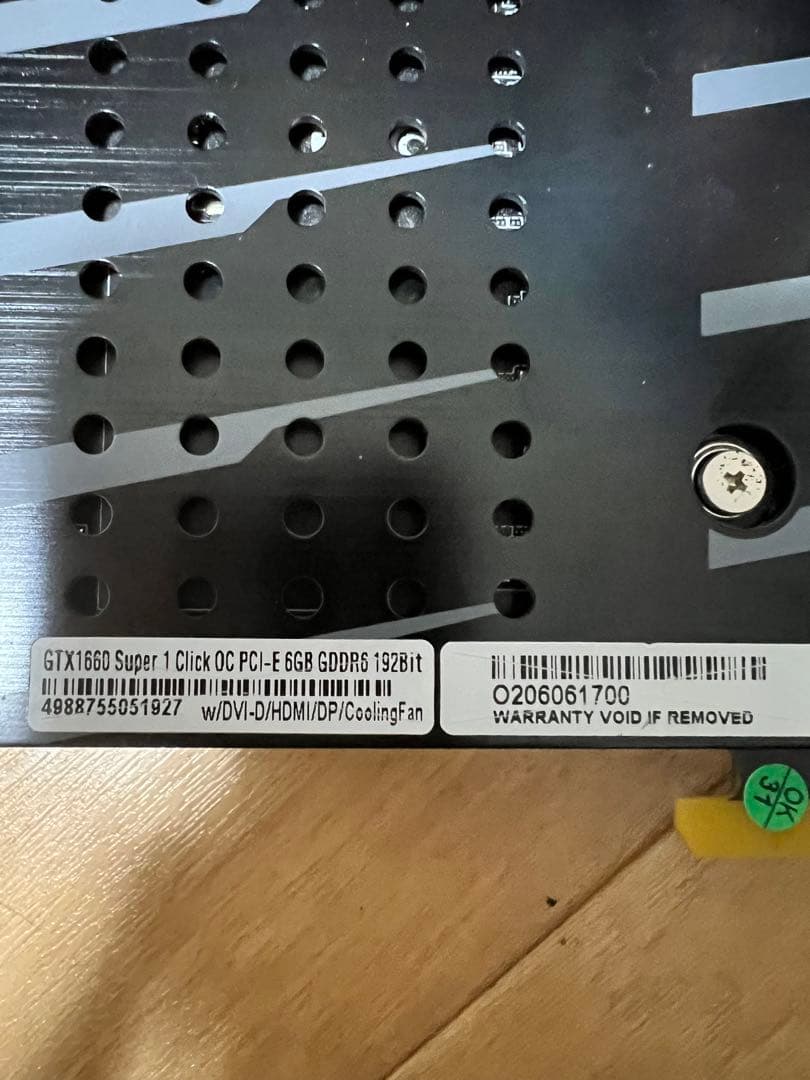 GTX1660 Super 1 Click OC PCI-E 6GB GDDR6 192Bit
4988755051927 w/DVI-D/HDMI/DP/CoolingFan
O206061700
WARRANTY VOID IF REMOVED
OK
31